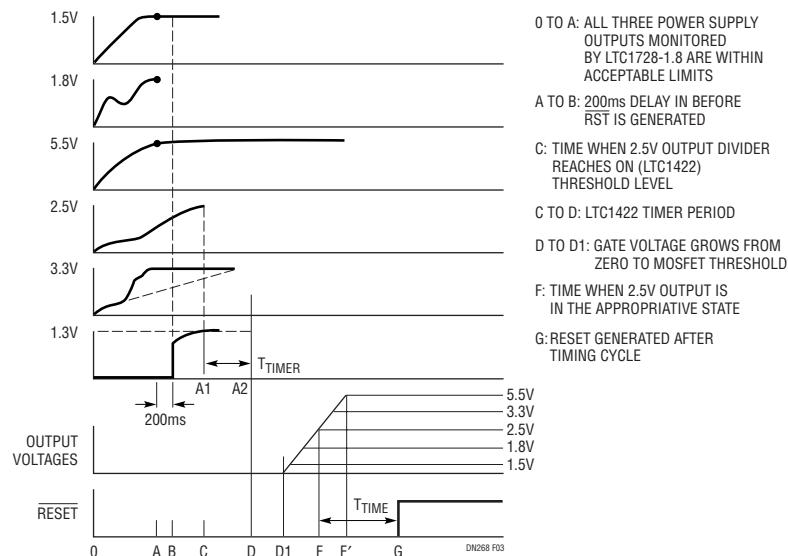 1.5V
1.8V
5.5V
2.5V
3.3V
1.3V
TTIMER
A1 A2
200ms
5.5V
3.3V
2.5V
1.8V
1.5V
OUTPUT
VOLTAGES
RESET
TTIME
0 A B C D D1 F F′ G
DN268 F03
0 TO A: ALL THREE POWER SUPPLY
OUTPUTS MONITORED
BY LTC1728-1.8 ARE WITHIN
ACCEPTABLE LIMITS
A TO B: 200ms DELAY IN BEFORE
RST IS GENERATED
C: TIME WHEN 2.5V OUTPUT DIVIDER
REACHES ON (LTC1422)
THRESHOLD LEVEL
C TO D: LTC1422 TIMER PERIOD
D TO D1: GATE VOLTAGE GROWS FROM
ZERO TO MOSFET THRESHOLD
F: TIME WHEN 2.5V OUTPUT IS
IN THE APPROPRIATIVE STATE
G: RESET GENERATED AFTER
TIMING CYCLE